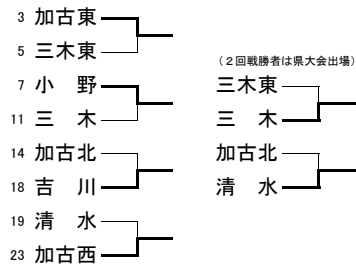 3 加古東
5 三木東
7 小　野
11 三　木
14 加古北
18 吉　川
19 清　水
23 加古西
（２回戦勝者は県大会出場）
三木東
三　木
加古北
清　水